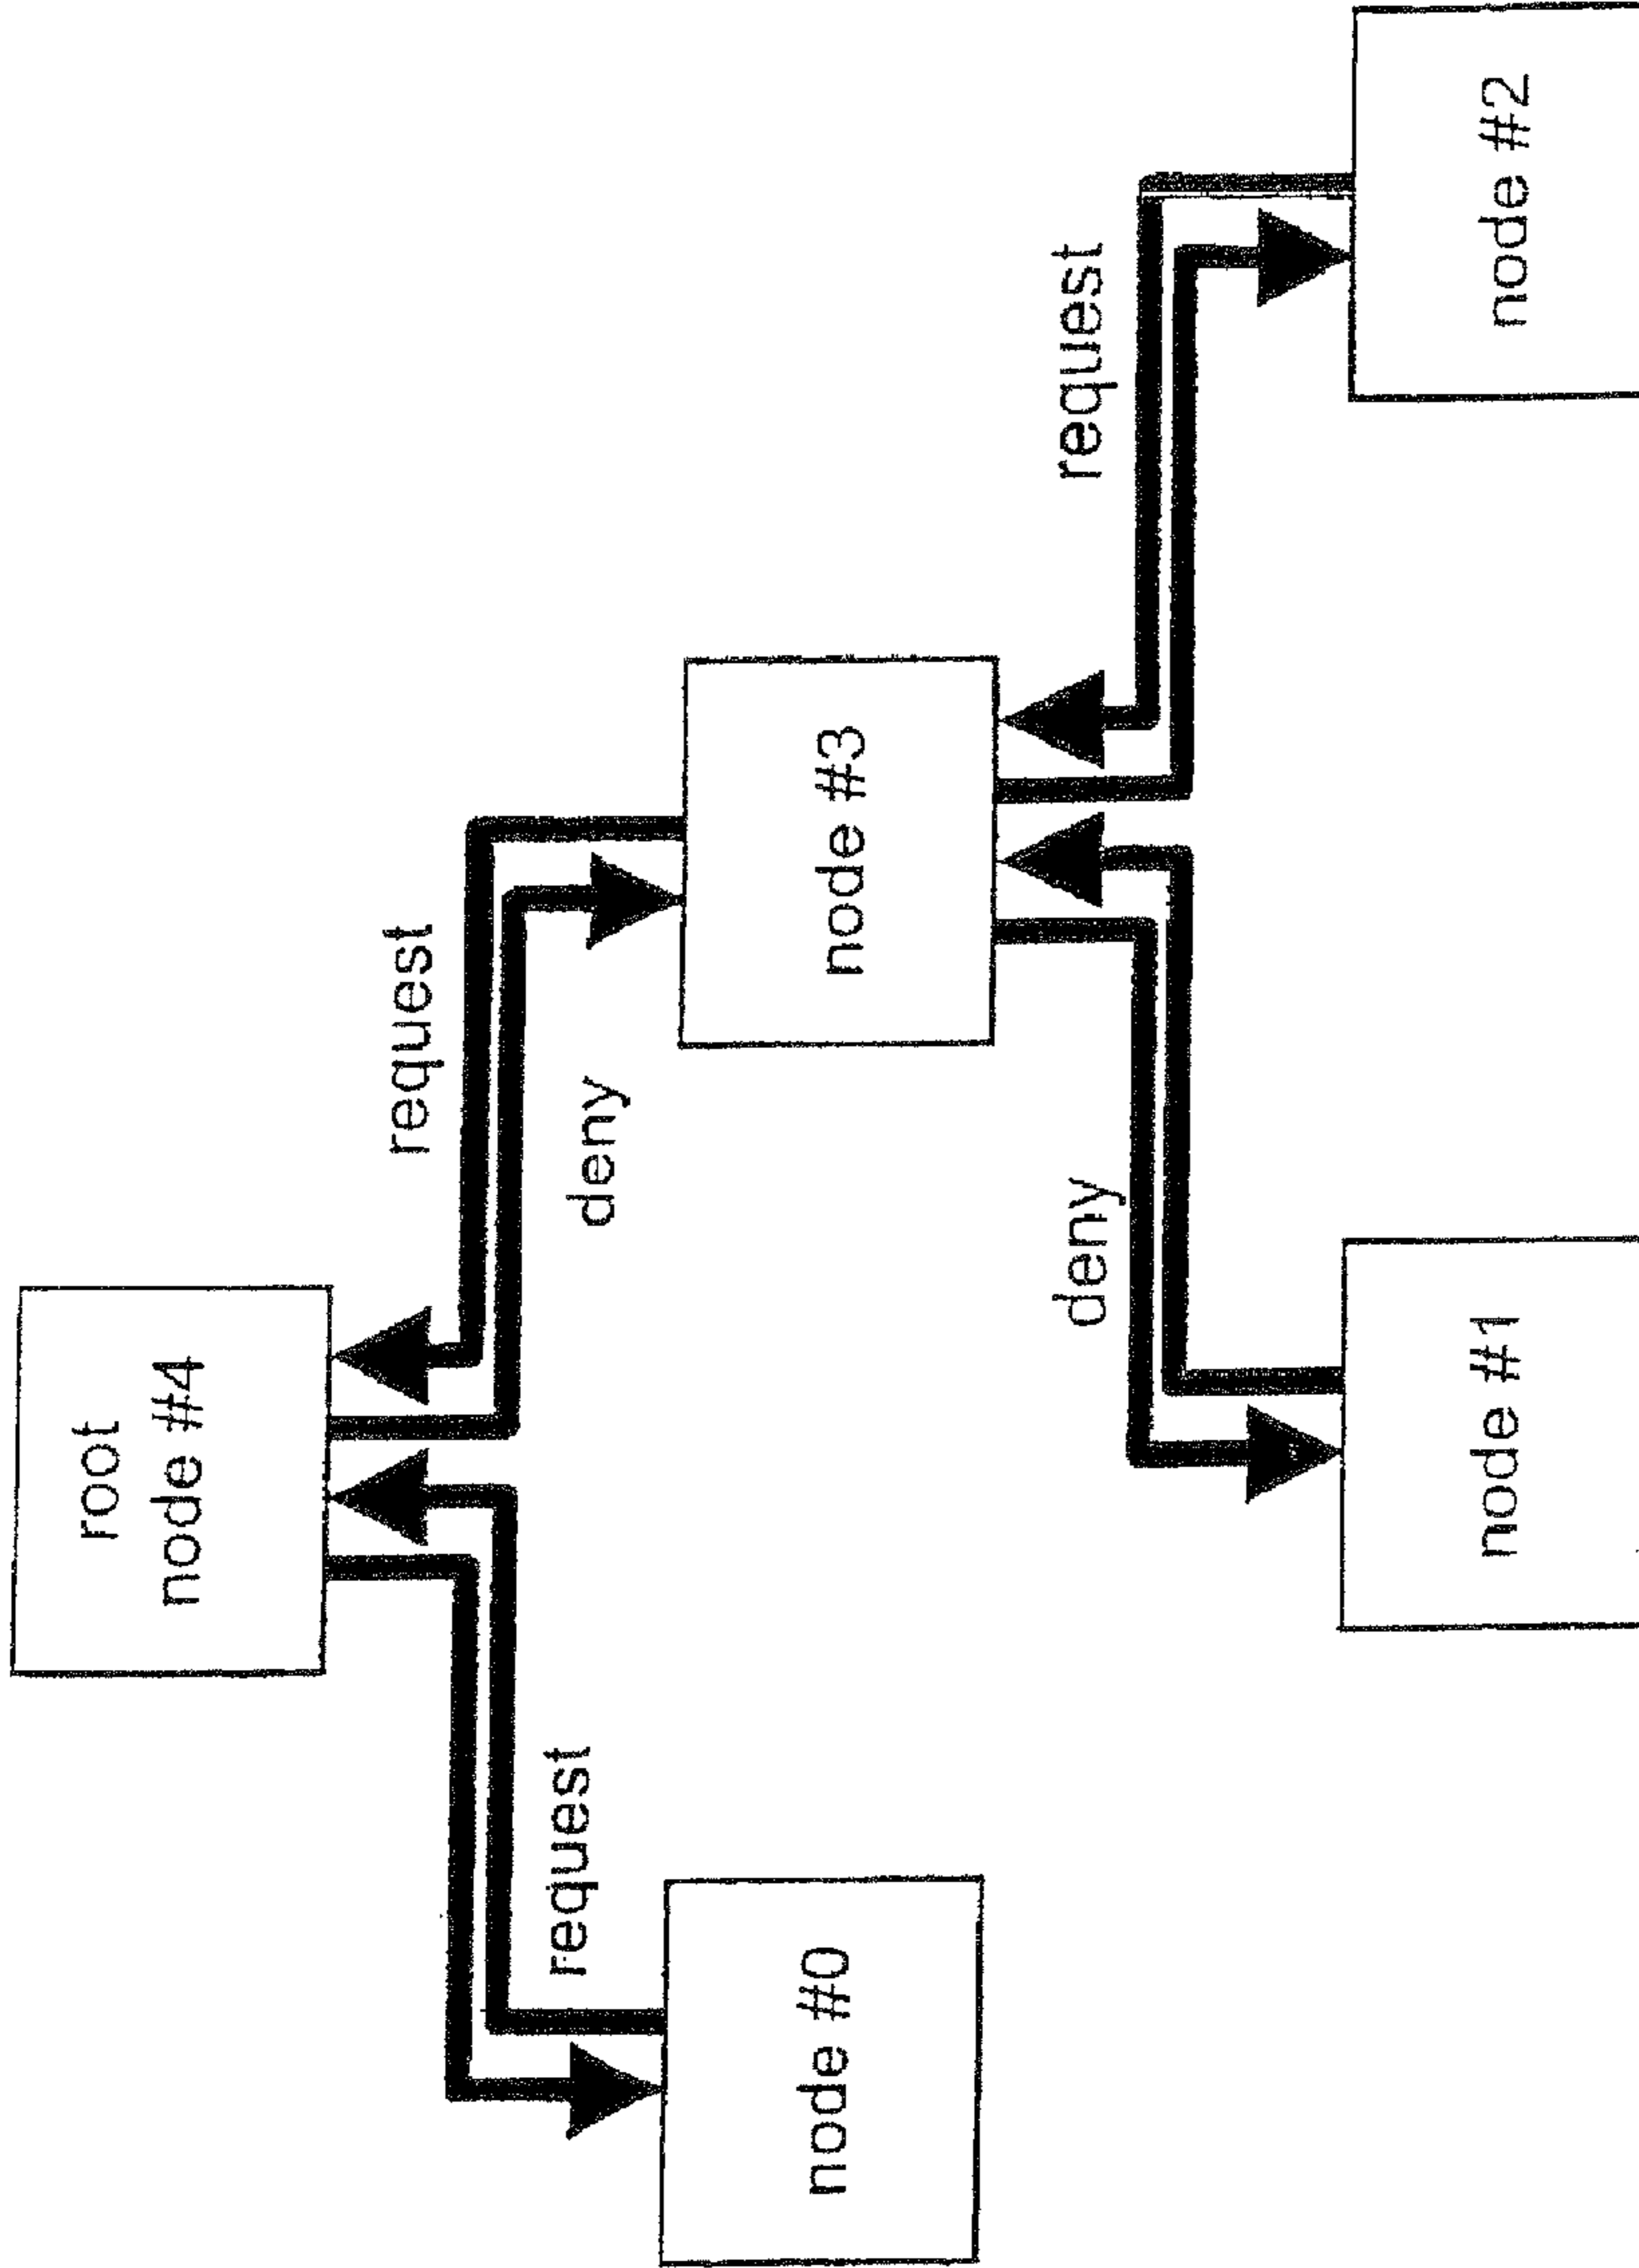 root
node #4
request
request
deny
node #0
node #3
deny
request
node #1
node #2